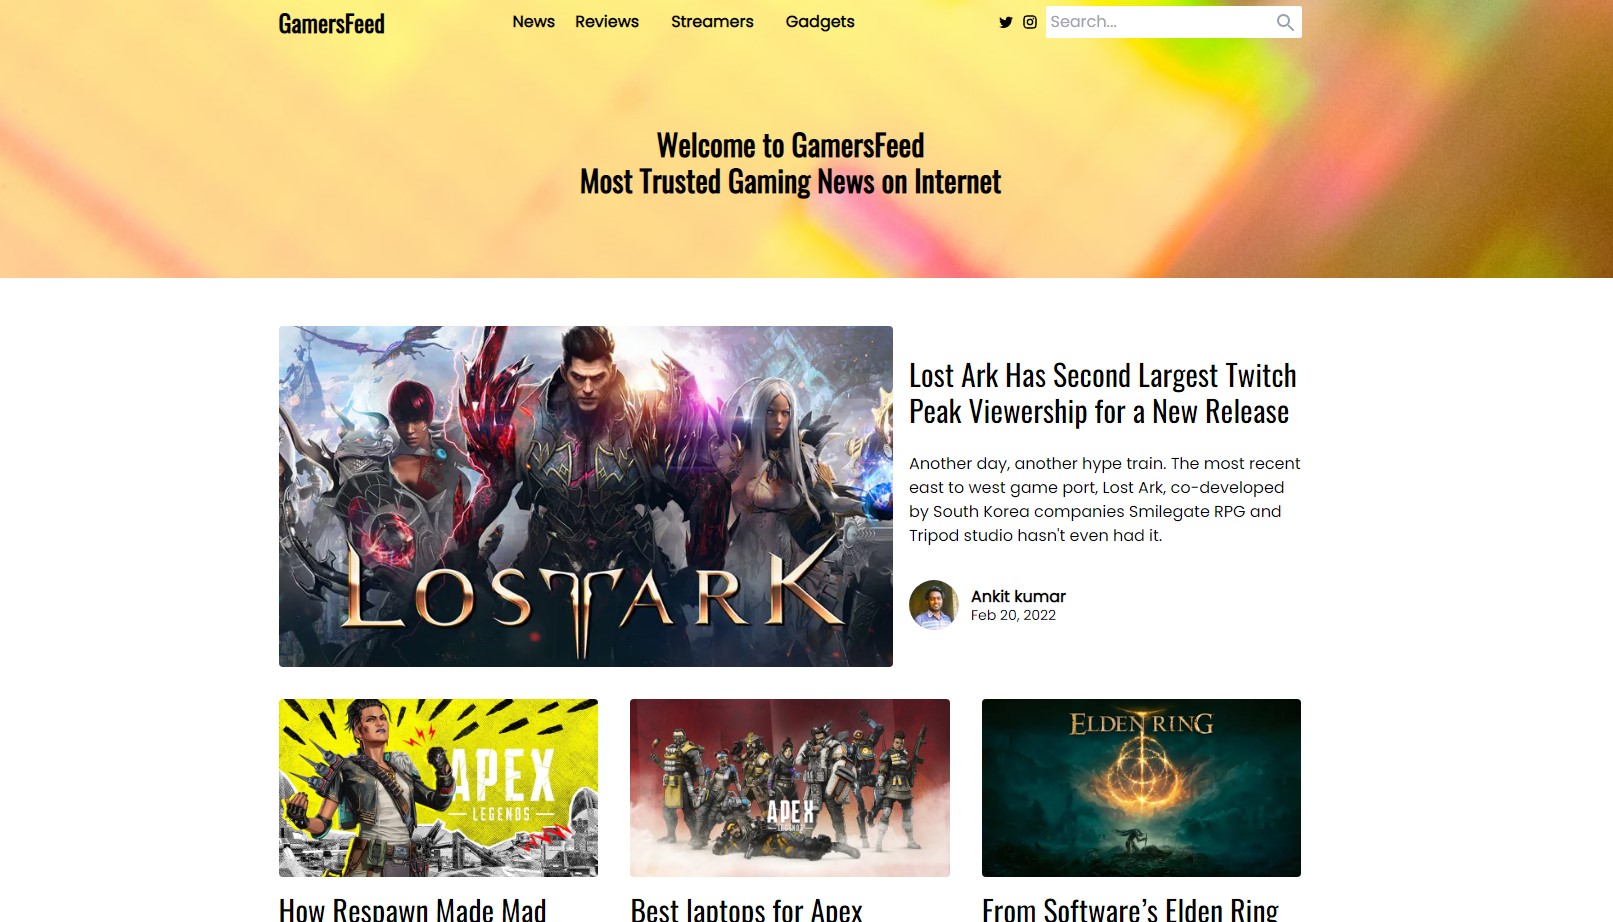 GamersFeed
News Reviews Streamers Gadgets
Search...
Welcome to GamersFeed
Most Trusted Gaming News on Internet
LOSTARK
Lost Ark Has Second Largest Twitch
Peak Viewership for a New Release
Another day, another hype train. The most recent
east to west game port, Lost Ark, co-developed
by South Korea companies Smilegate RPG and
Tripod studio hasn't even had it.
Ankit kumar
Feb 20, 2022
APEX
LEGENDS
APEX
LEGENDS
ELDEN RING
How Respawn Made Mad
Best laptops for Apex
From Software’s Elden Ring